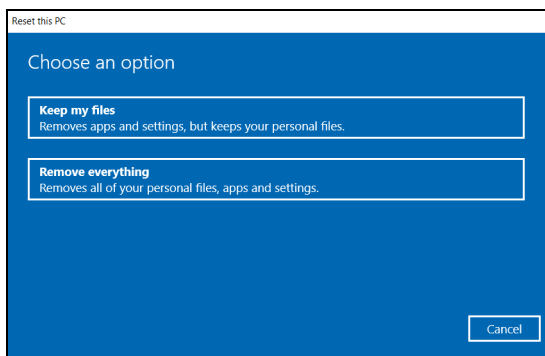 Reset this PC
Choose an option
Keep my files
Removes apps and settings, but keeps your personal files.
Remove everything
Removes all of your personal files, apps and settings.
Cancel